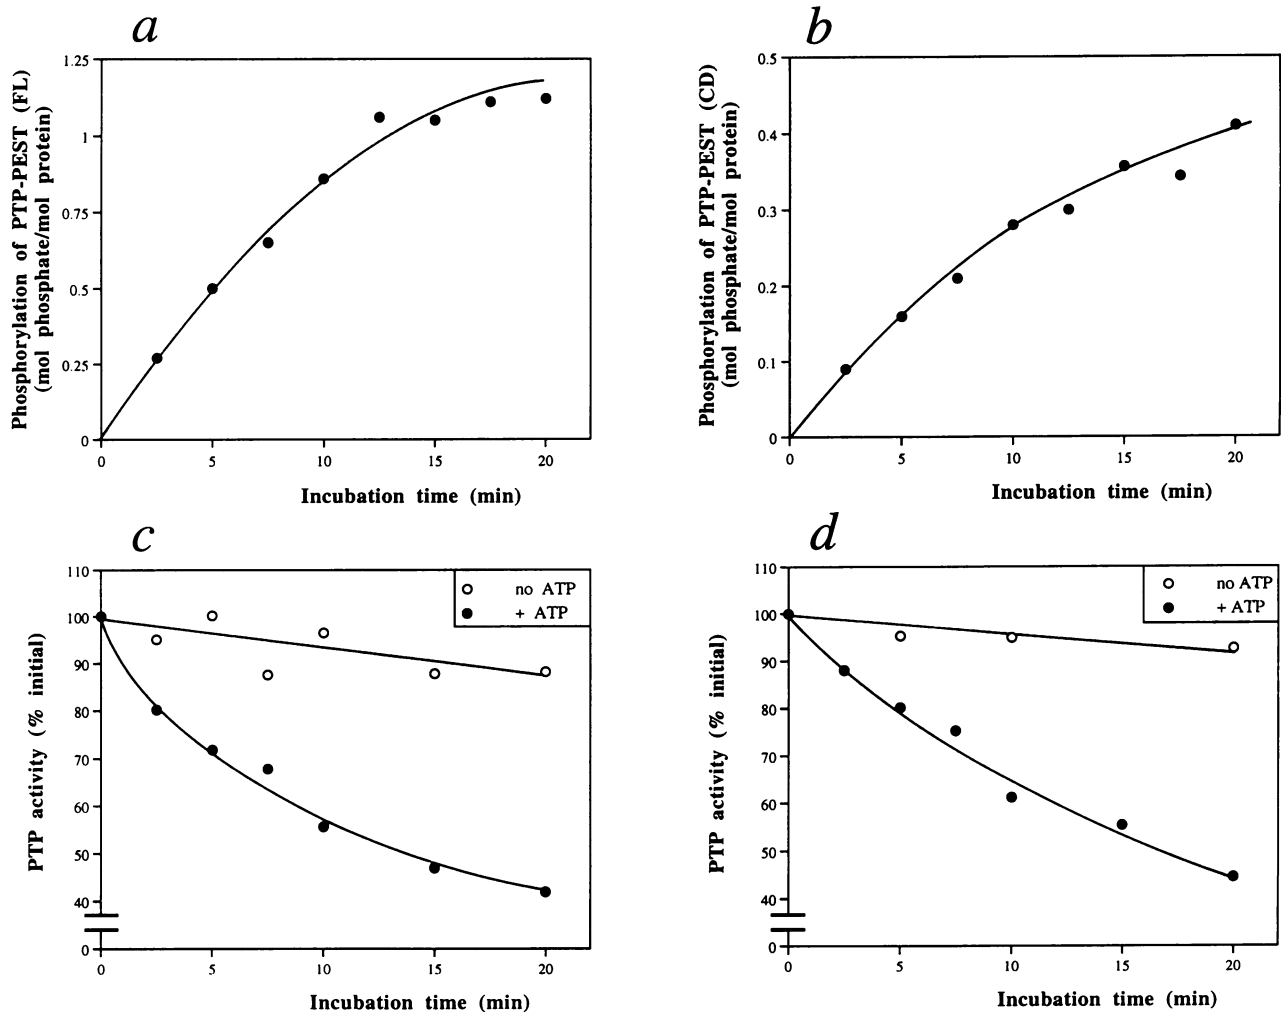 a
Phosphorylation of PTP-PEST (FL)
(mol phosphate/mol protein)
1.25
1
0.75
0.5
0.25
0
0 5 10 15 20
Incubation time (min)
b
Phosphorylation of PTP-PEST (CD)
(mol phosphate/mol protein)
0.5
0.4
0.3
0.2
0.1
0
0 5 10 15 20
Incubation time (min)
c
PTP activity (% initial)
110
100
90
80
70
60
50
40
0
no ATP
+ ATP
0 5 10 15 20
Incubation time (min)
d
PTP activity (% initial)
110
100
90
80
70
60
50
40
0
no ATP
+ ATP
0 5 10 15 20
Incubation time (min)